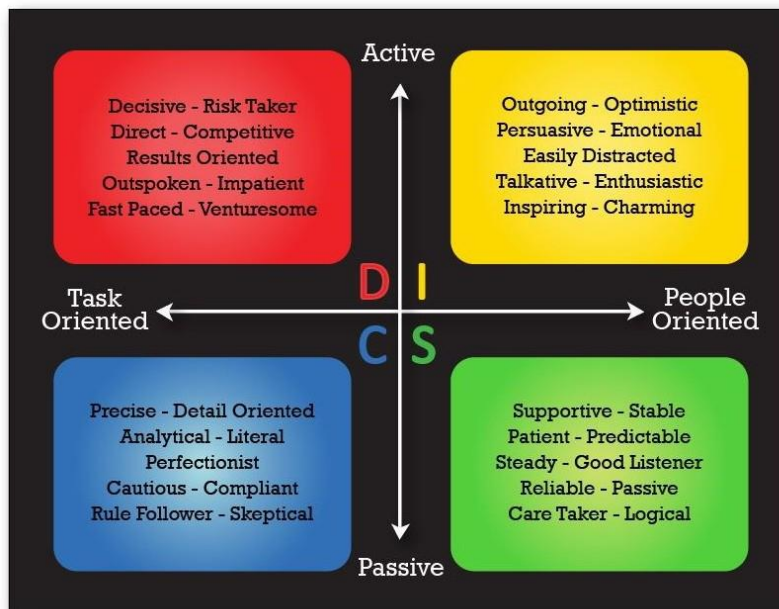 Active
Decisive - Risk Taker
Direct - Competitive
Results Oriented
Outspoken - Impatient
Fast Paced - Venturesome
Outgoing - Optimistic
Persuasive - Emotional
Easily Distracted
Talkative - Enthusiastic
Inspiring - Charming
D I
Task
Oriented
People
Oriented
C S
Precise - Detail Oriented
Analytical - Literal
Perfectionist
Cautious - Compliant
Rule Follower - Skeptical
Supportive - Stable
Patient - Predictable
Steady - Good Listener
Reliable - Passive
Care Taker - Logical
Passive